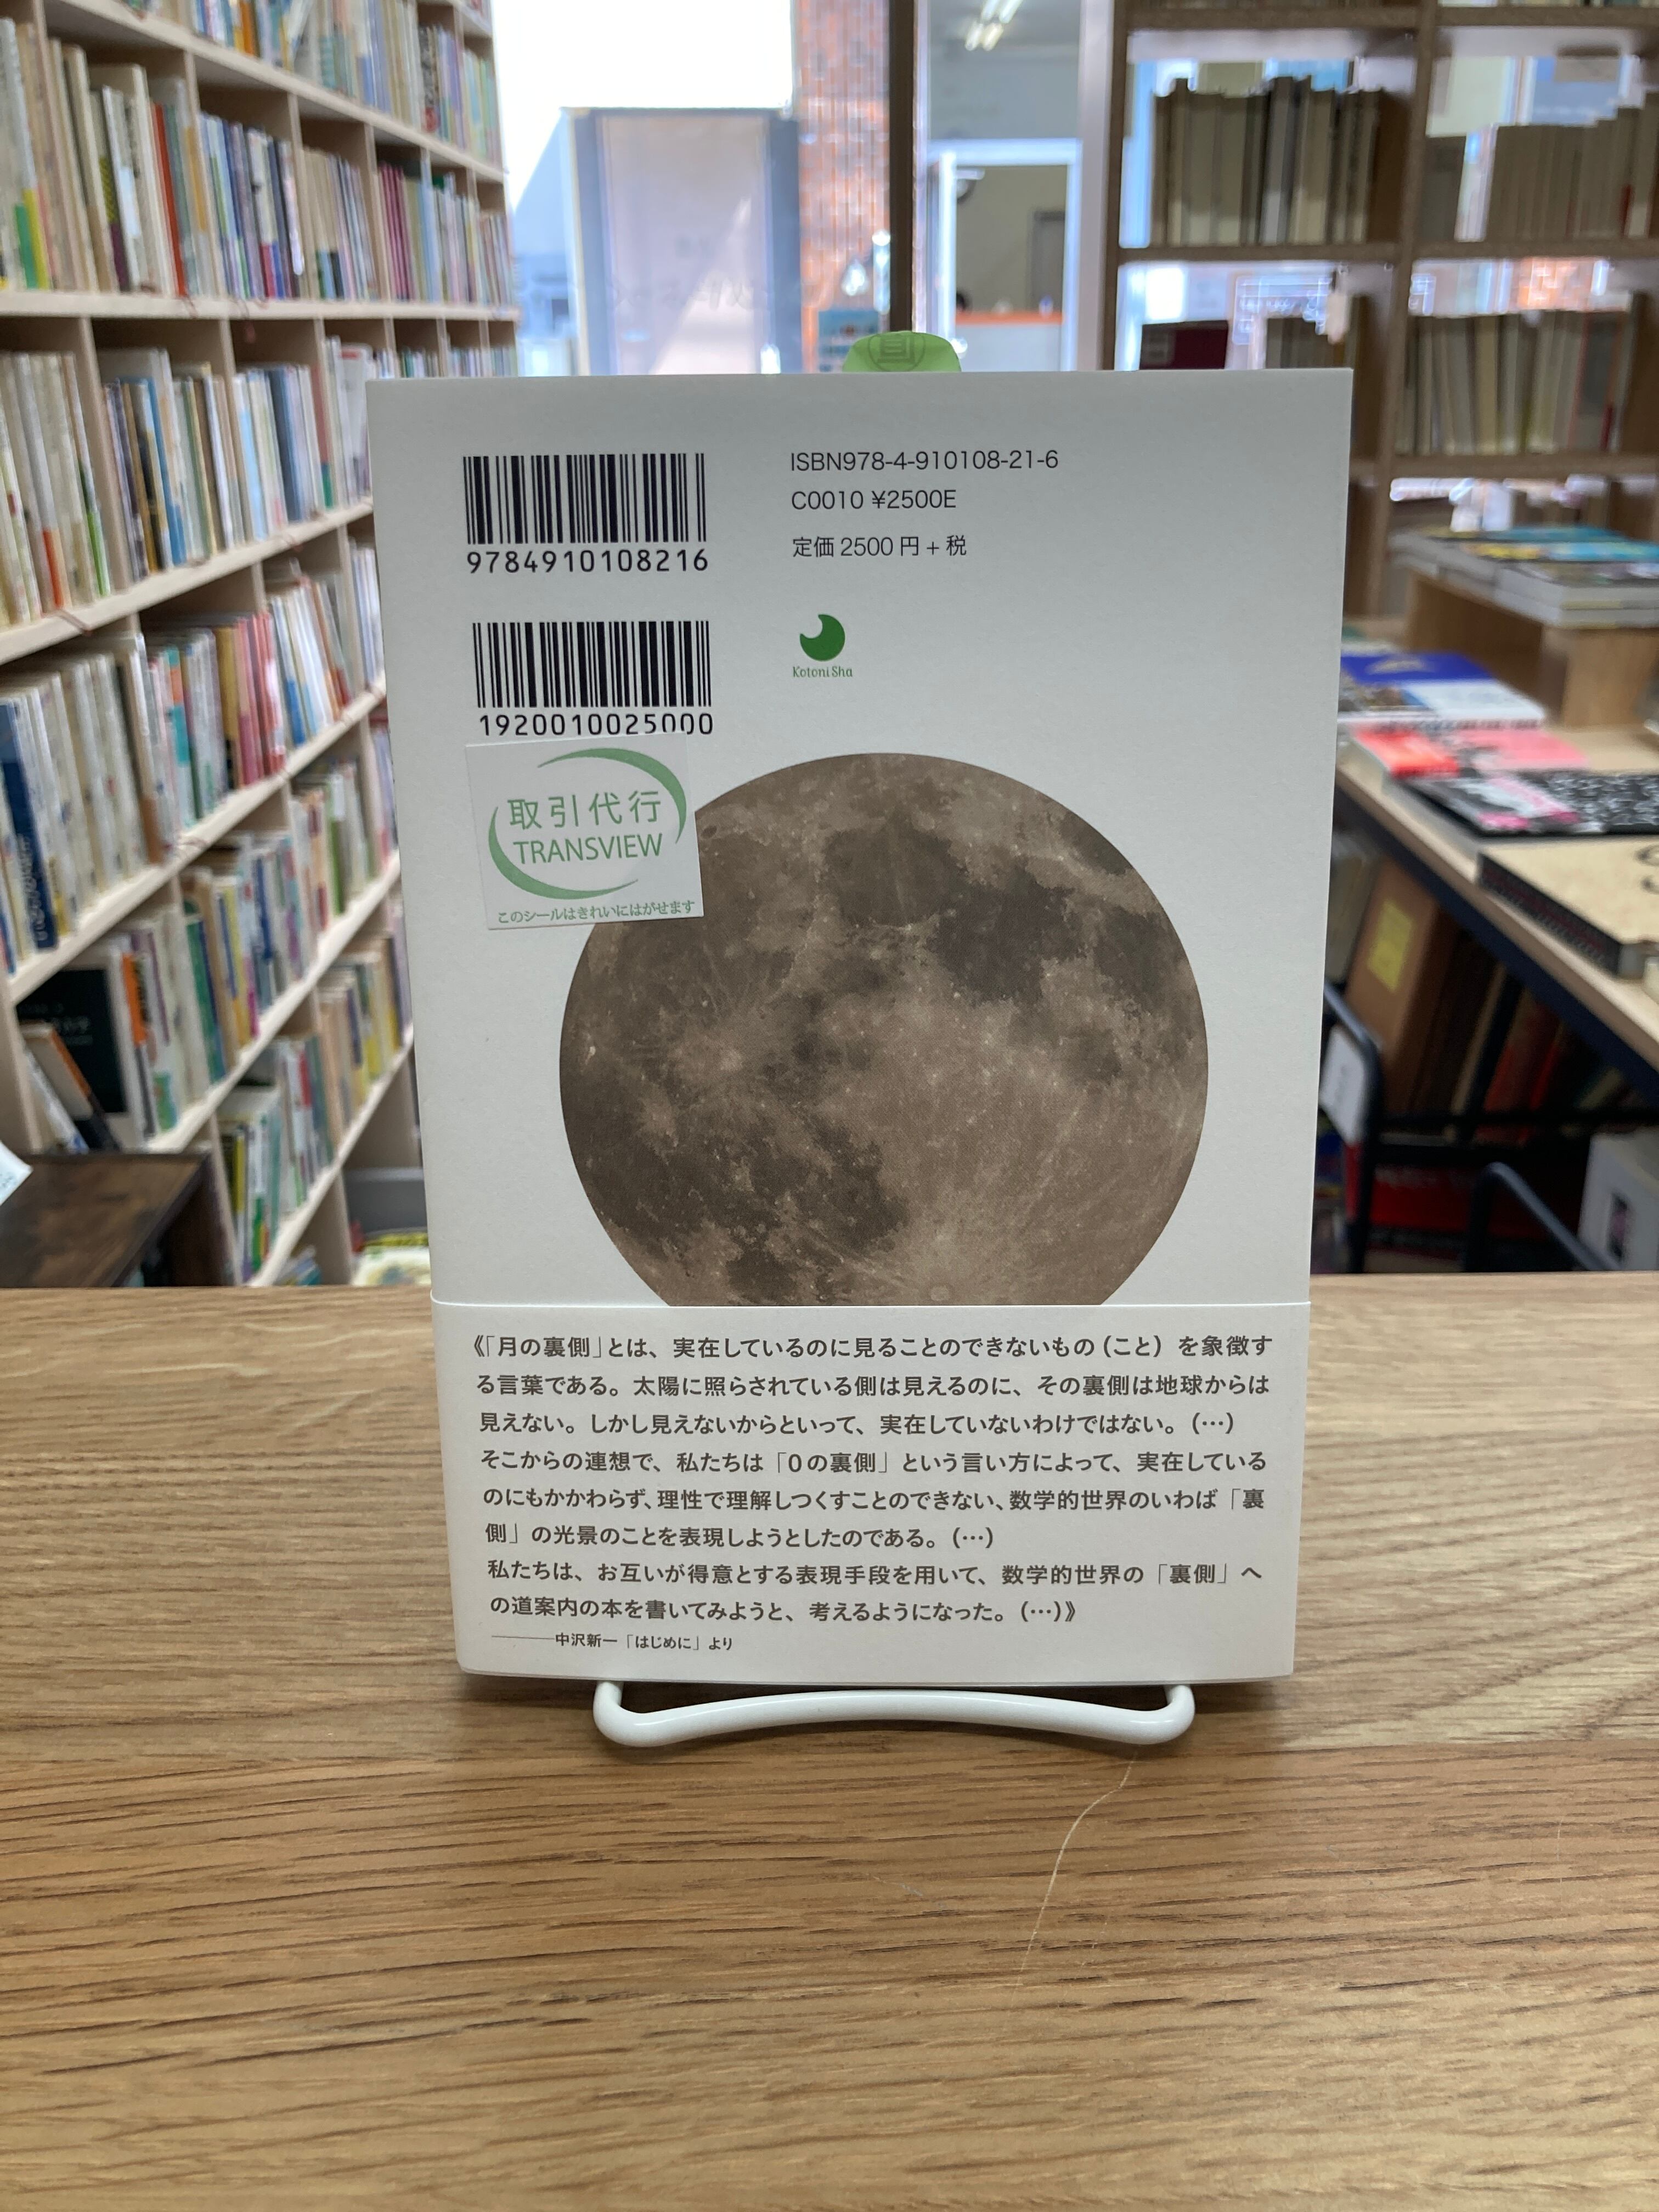 ISBN978-4-910108-21-6
C0010 ¥2500E
定価 2500 円 + 税
9784910108216
Kotoni Sha
1920010025000
取引代行
TRANSVIEW
このシールはきれいにはがせます
《「月の裏側」とは、実在しているのに見ることのできないもの（こと）を象徴す
る言葉である。太陽に照らされている側は見えるのに、その裏側は地球からは
見えない。しかし見えないからといって、実在していないわけではない。（…）
そこからの連想で、私たちは「0の裏側」という言い方によって、実在している
のにもかかわらず、理性で理解しつくすことのできない、数学的世界のいわば「裏
側」の光景のことを表現しようとしたのである。（…）
私たちは、お互いが得意とする表現手段を用いて、数学的世界の「裏側」へ
の道案内の本を書いてみようと、考えるようになった。（…）》
――中沢新一「はじめに」より